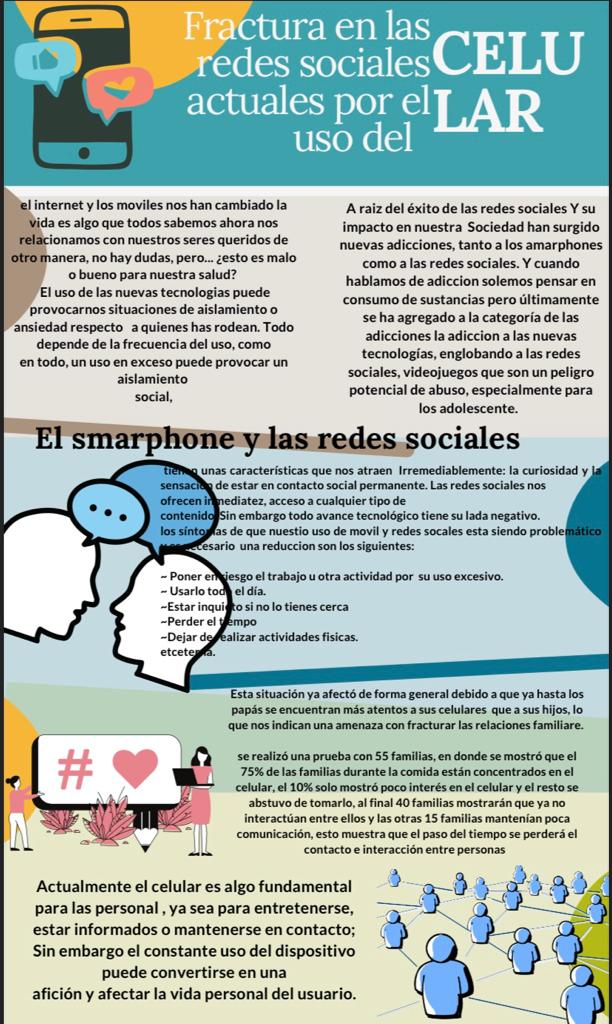 Fractura en las
redes sociales
actuales por el
uso del
CELU
LAR
el internet y los moviles nos han cambiado la
vida es algo que todos sabemos ahora nos
relacionamos con nuestros seres queridos de
otro manera, no hay dudas, pero... ¿esto es malo
o bueno para nuestra salud?
El uso de las nuevas tecnologias puede
provocarnos situaciones de aislamiento o
ansiedad respecto a quienes has rodean. Todo
depende de la frecuencia del uso, como
en todo, un uso en exceso puede provocar un
aislamiento
social,
A raiz del éxito de las redes sociales Y su
impacto en nuestra Sociedad han surgido
nuevas adicciones, tanto a los amarphones
como a las redes sociales. Y cuando
hablamos de adiccion solemos pensar en
consumo de sustancias pero últimamente
se ha agregado a la categoría de las
adicciones la adiccion a las nuevas
tecnologías, englobando a las redes
sociales, videojuegos que son un peligro
potencial de abuso, especialmente para
los adolescente.
El smarphone y las redes sociales
tienen unas características que nos atraen Irremediablemente: la curiosidad y la
sensacion de estar en contacto social permanente. Las redes sociales nos
ofrecen inmediatez, acceso a cualquier tipo de
contenido. Sin embargo todo avance tecnológico tiene su lada negativo.
los síntomas de que nuestio uso de movil y redes socales esta siendo problemático
y es necesario una reduccion son los siguientes:
~ Poner en riesgo el trabajo u otra actividad por su uso excesivo.
~ Usarlo todo el día.
~Estar inquieto si no lo tienes cerca
~Perder el tiempo
~Dejar de realizar actividades fisicas.
etcetera.
Esta situación ya afectó de forma general debido a que ya hasta los
papás se encuentran más atentos a sus celulares que a sus hijos, lo
que nos indican una amenaza con fracturar las relaciones familiare.
se realizó una prueba con 55 familias, en donde se mostró que el
75% de las familias durante la comida están concentrados en el
celular, el 10% solo mostró poco interés en el celular y el resto se
abstuvo de tomarlo, al final 40 familias mostrarán que ya no
interactúan entre ellos y las otras 15 familias mantenían poca
comunicación, esto muestra que el paso del tiempo se perderá el
contacto e interacción entre personas
#
Actualmente el celular es algo fundamental
para las personal , ya sea para entretenerse,
estar informados o mantenerse en contacto;
Sin embargo el constante uso del dispositivo
puede convertirse en una
afición y afectar la vida personal del usuario.